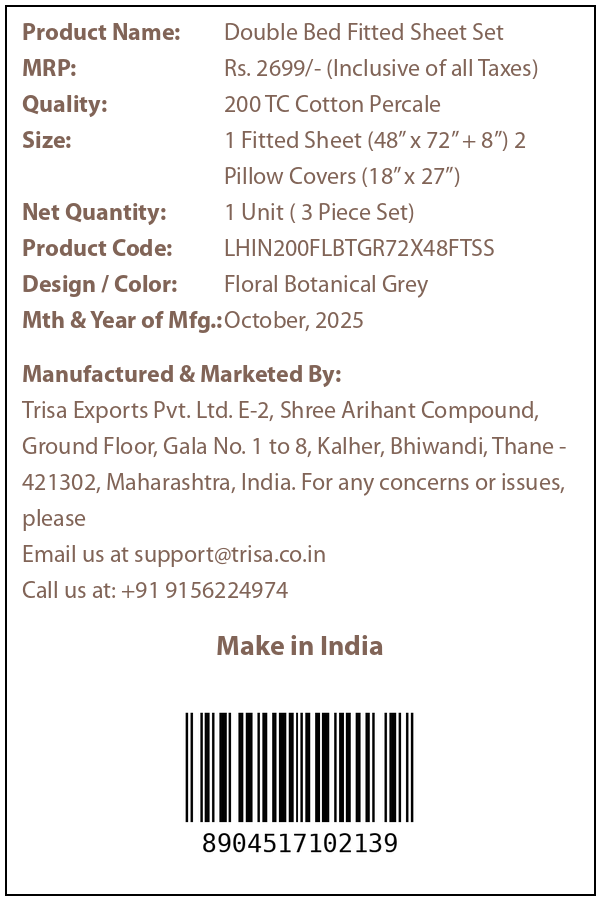 Product Name: Double Bed Fitted Sheet Set
MRP: Rs. 2699/- (Inclusive of all Taxes)
Quality: 200 TC Cotton Percale
Size: 1 Fitted Sheet (48” x 72” + 8”) 2
Pillow Covers (18” x 27”)
Net Quantity: 1 Unit ( 3 Piece Set)
Product Code: LHIN200FLBTGR72X48FTSS
Design / Color: Floral Botanical Grey
Mth & Year of Mfg.: October, 2025
Manufactured & Marketed By:
Trisa Exports Pvt. Ltd. E-2, Shree Arihant Compound,
Ground Floor, Gala No. 1 to 8, Kalher, Bhiwandi, Thane -
421302, Maharashtra, India. For any concerns or issues,
please
Email us at support@trisa.co.in
Call us at: +91 9156224974
Make in India
8904517102139